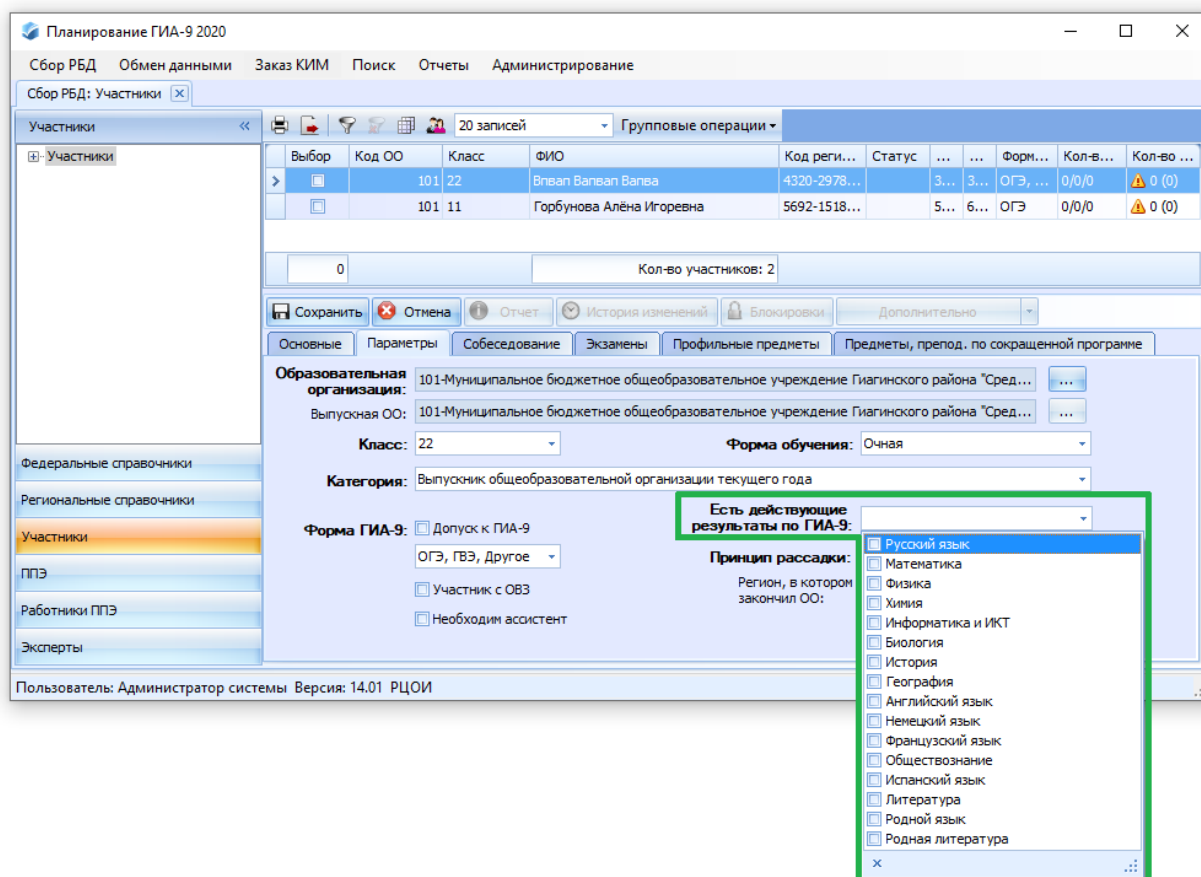 Планирование ГИА-9 2020
Сбор РБД Обмен данными Заказ КИМ Поиск Отчеты Администрирование
Сбор РБД: Участники
Участники
20 записей Групповые операции
Участники
Выбор Код ОО Класс ФИО Код реги... Статус ... ... Форм... Кол-в... Кол-во ...
101 22 Впвап Вапвап Вапва 4320-2978... 3... 3... ОГЭ, ... 0/0/0 0 (0)
101 11 Горбунова Алёна Игоревна 5692-1518... 5... 6... ОГЭ 0/0/0 0 (0)
0 Кол-во участников: 2
Сохранить Отмена Отчет История изменений Блокировки Дополнительно
Основные Параметры Собеседование Экзамены Профильные предметы Предметы, препод. по сокращенной программе
Образовательная организация: 101-Муниципальное бюджетное общеобразовательное учреждение Гиагинского района "Сред... ...
Выпускная ОО: 101-Муниципальное бюджетное общеобразовательное учреждение Гиагинского района "Сред... ...
Класс: 22 Форма обучения: Очная
Категория: Выпускник общеобразовательной организации текущего года
Форма ГИА-9: Допуск к ГИА-9
ОГЭ, ГВЭ, Другое
Участник с ОВЗ
Необходим ассистент
Есть действующие
результаты по ГИА-9:
Принцип рассадки:
Регион, в котором
закончил ОО:
Русский язык
Математика
Физика
Химия
Информатика и ИКТ
Биология
История
География
Английский язык
Немецкий язык
Французский язык
Обществознание
Испанский язык
Литература
Родной язык
Родная литература
Федеральные справочники
Региональные справочники
Участники
ППЭ
Работники ППЭ
Эксперты
Пользователь: Администратор системы Версия: 14.01 РЦОИ